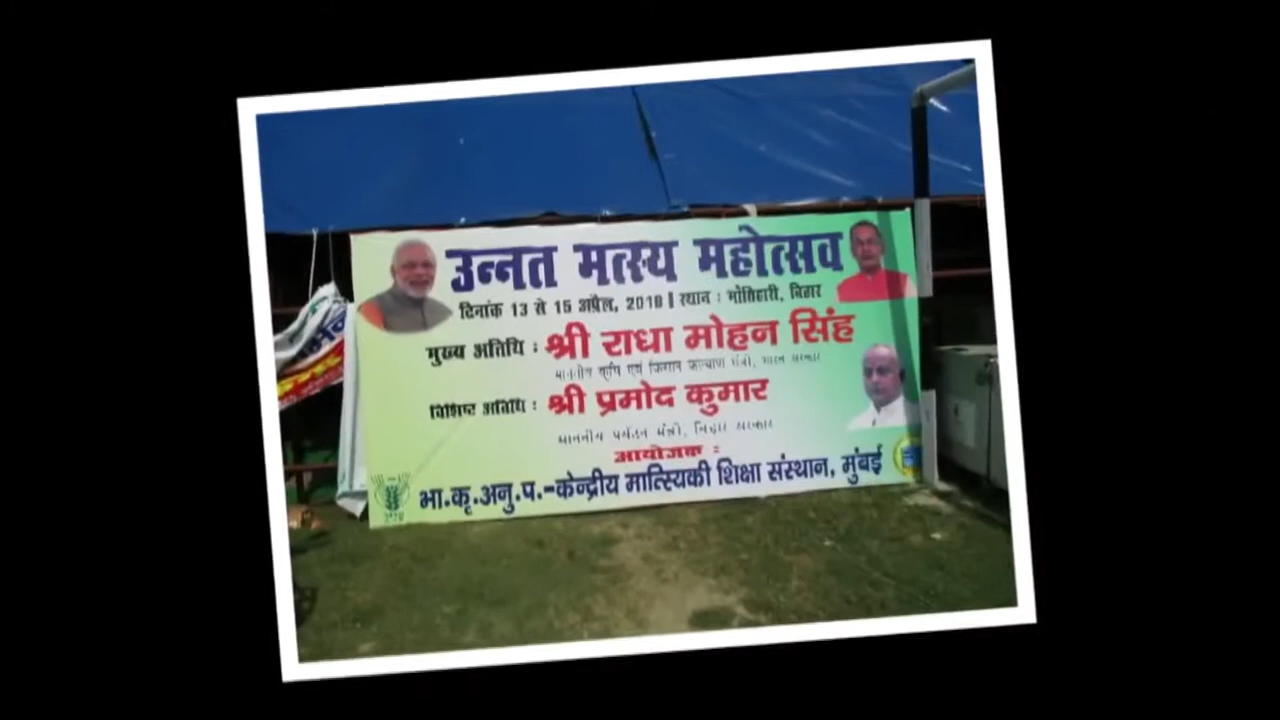 उन्नत मत्स्य महोत्सव
दिनांक 13 से 15 अप्रैल, 2018 | स्थान : मोतिहारी, बिहार
मुख्य अतिथि : श्री राधा मोहन सिंह
माननीय कृषि एवं किसान कल्याण मंत्री, भारत सरकार
विशिष्ट अतिथि : श्री प्रमोद कुमार
माननीय पर्यटन मंत्री, बिहार सरकार
आयोजक :
भा.कृ.अनु.प.-केन्द्रीय मात्स्यिकी शिक्षा संस्थान, मुंबई